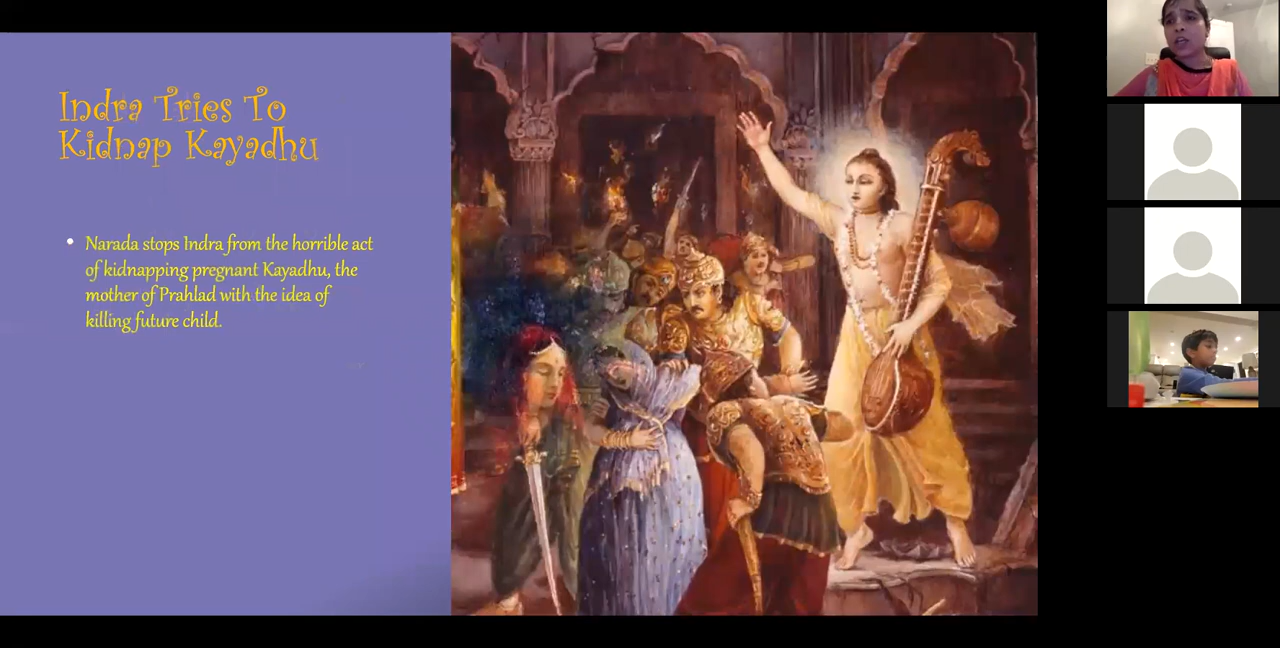 Indra Tries To
Kidnap Kayadhu
• Narada stops Indra from the horrible act
of kidnapping pregnant Kayadhu, the
mother of Prahlad with the idea of
killing future child.